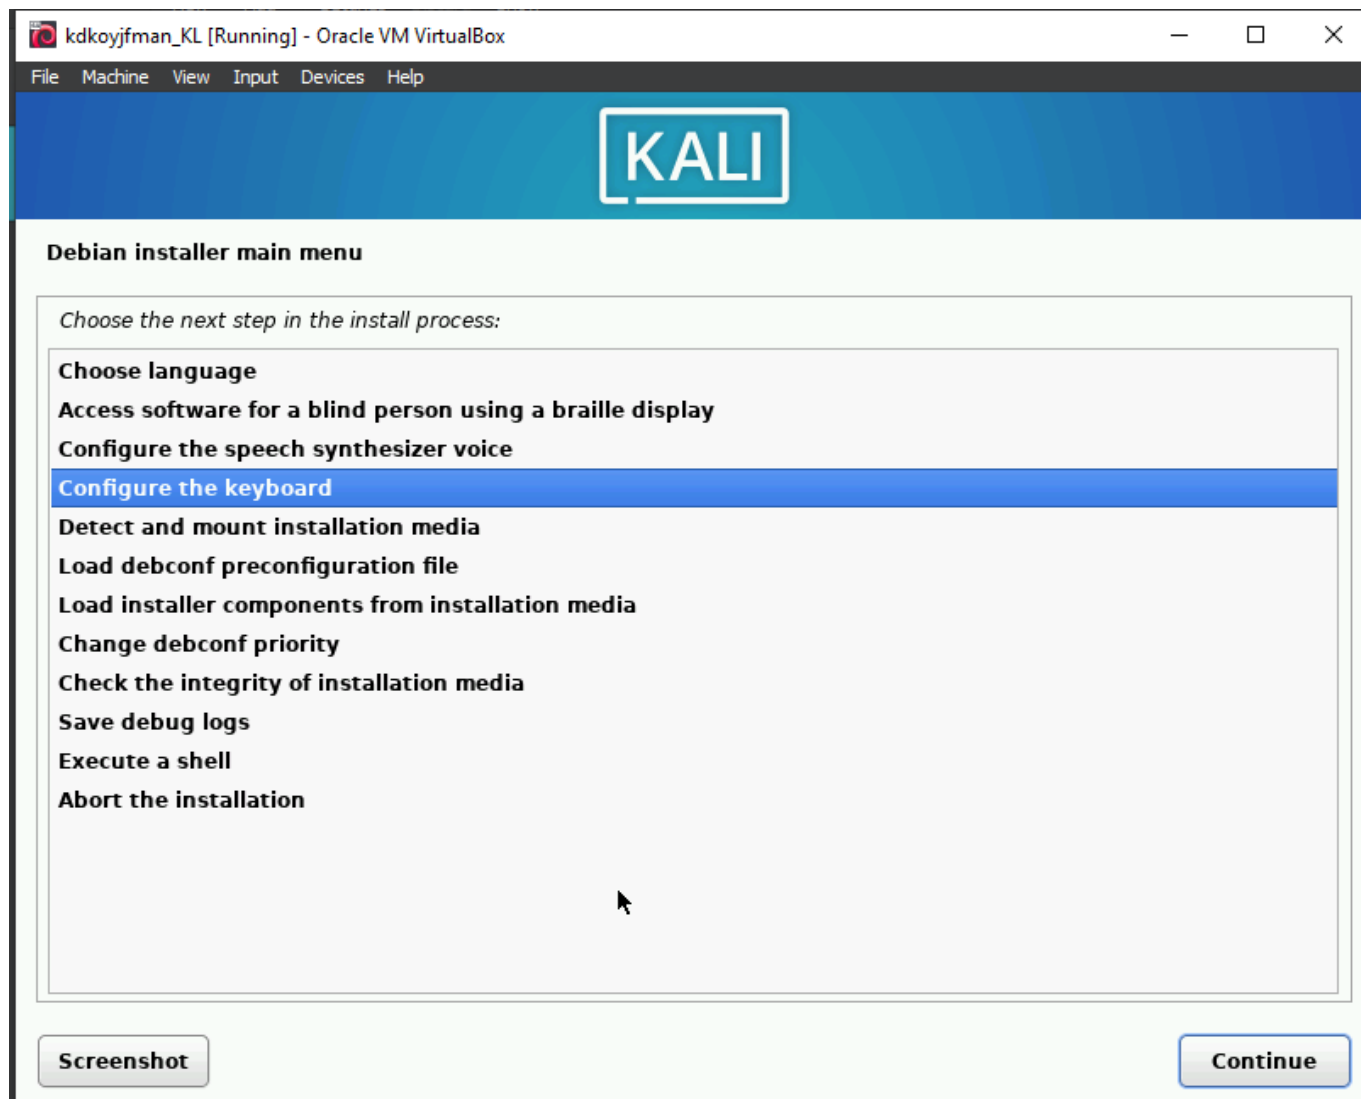 kdkoyjfman_KL [Running] - Oracle VM VirtualBox
File Machine View Input Devices Help
KALI
Debian installer main menu
Choose the next step in the install process:
Choose language
Access software for a blind person using a braille display
Configure the speech synthesizer voice
Configure the keyboard
Detect and mount installation media
Load debconf preconfiguration file
Load installer components from installation media
Change debconf priority
Check the integrity of installation media
Save debug logs
Execute a shell
Abort the installation
Screenshot Continue